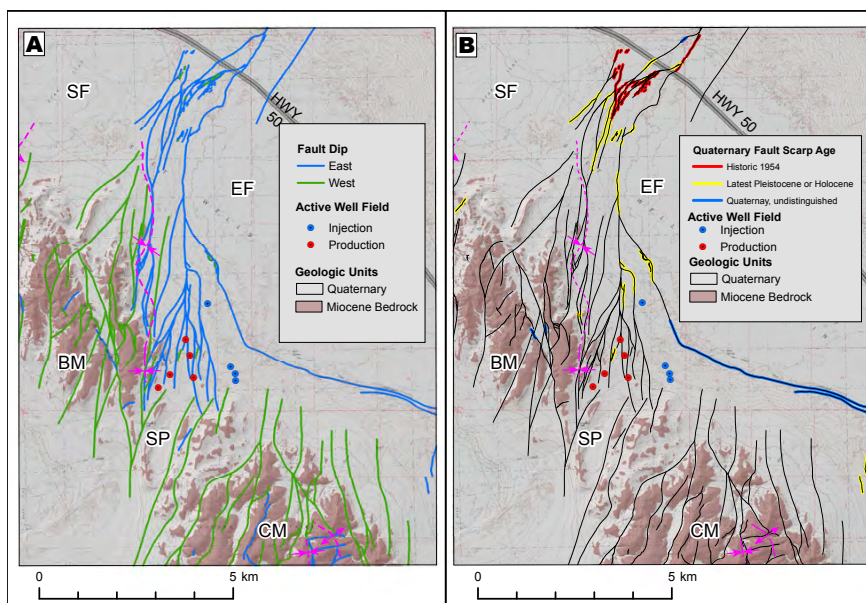 A
SF
HWY
50
Fault Dip
East
West
EF
Active Well Field
Injection
Production
Geologic Units
Quaternary
Miocene Bedrock
BM
SP
CM
0
5 km
B
SF
HWY 50
Quaternary Fault Scarp Age
Historic 1954
Latest Pleistocene or Holocene
Quaternay, undistinguished
EF
Active Well Field
Injection
Production
Geologic Units
Quaternary
Miocene Bedrock
BM
SP
CM
0
5 km